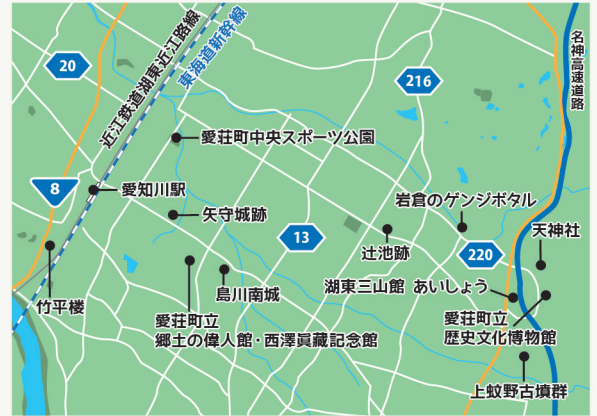 20
近江鉄道湖東近江路線
東海道新幹線
216
名神高速道路
愛荘町中央スポーツ公園
8
愛知川駅
岩倉のゲンジボタル
矢守城跡
13
辻池跡
220
天神社
竹平楼
島川南城
湖東三山館 あいしょう
愛荘町立
郷土の偉人館・西澤眞藏記念館
愛荘町立
歴史文化博物館
上蚊野古墳群